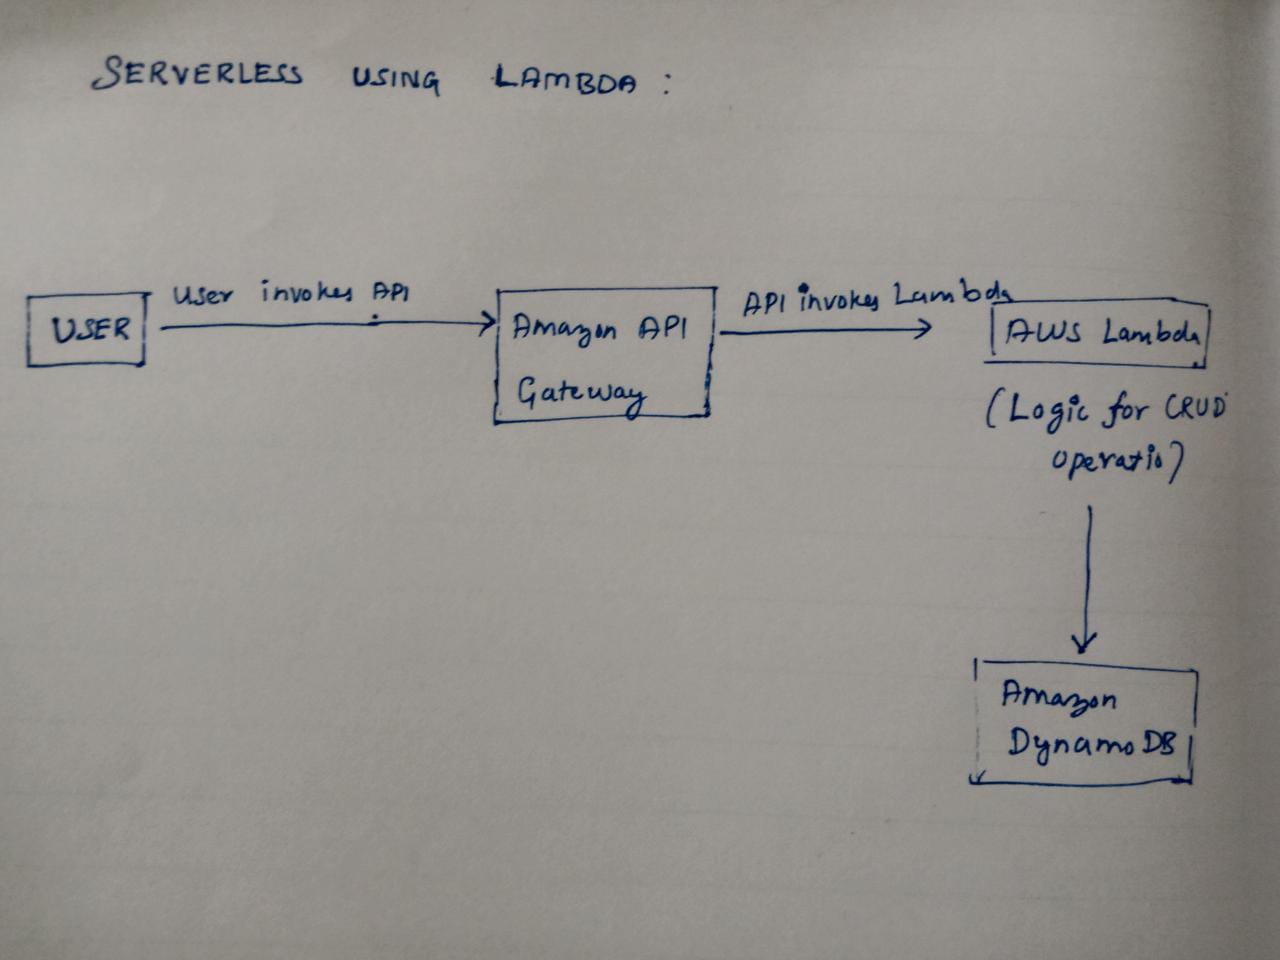 SERVERLESS USING LAMBDA:
User invokes API
API invokes Lambda
USER
Amazon API
Gateway
AWS Lambda
(Logic for CRUD
operatio)
Amazon
DynamoDB